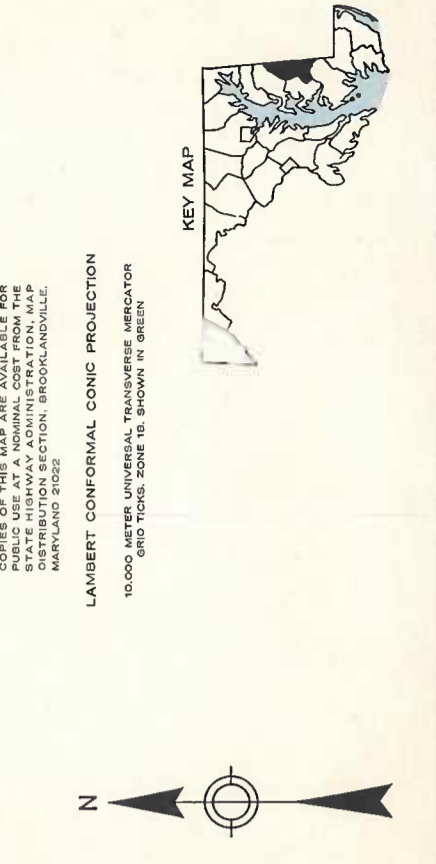 COPIES OF THIS MAP ARE AVAILABLE FOR
PUBLIC USE AT A NOMINAL COST FROM THE
STATE HIGHWAY ADMINISTRATION, MAP
DISTRIBUTION SECTION, BROOKLANDVILLE,
MARYLAND 21022
LAMBERT CONFORMAL CONIC PROJECTION
10,000 METER UNIVERSAL TRANSVERSE MERCATOR
GRID TICKS, ZONE 18, SHOWN IN GREEN
KEY MAP
N